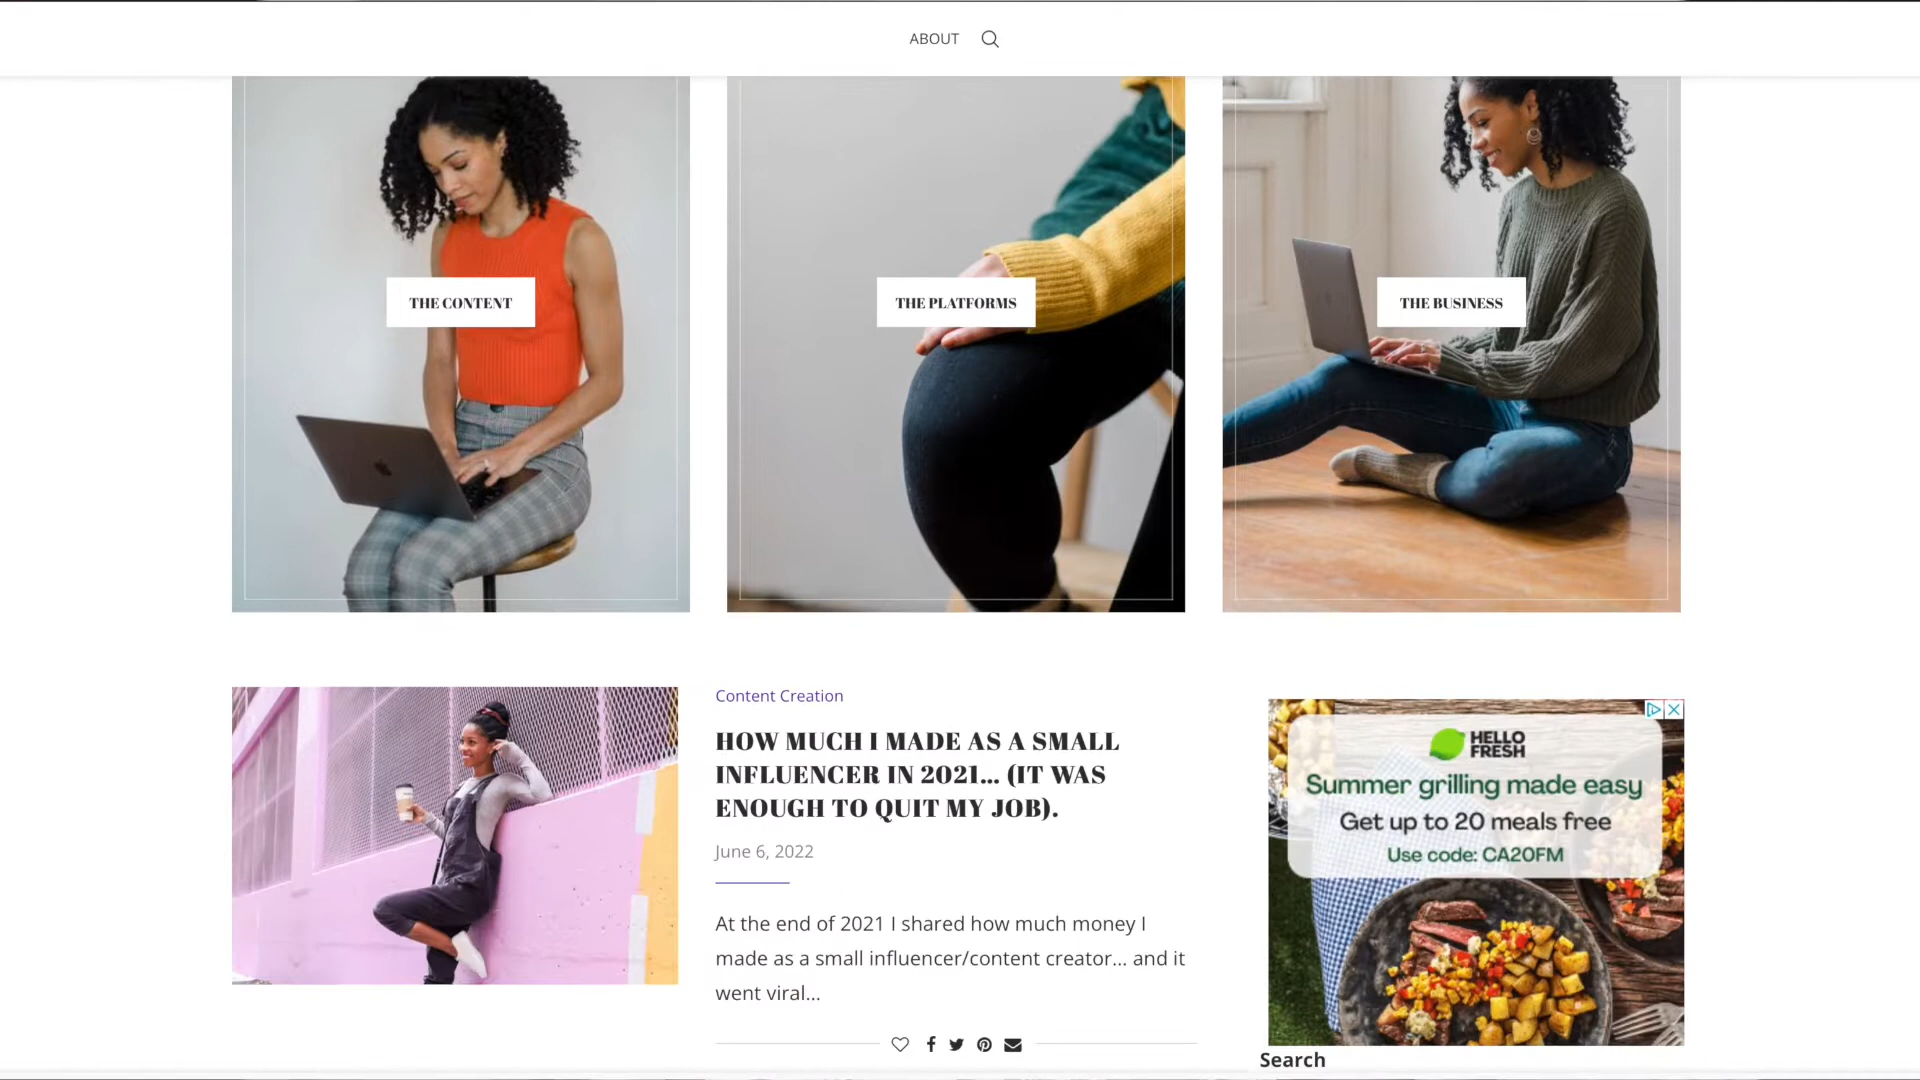 ABOUT
THE CONTENT
THE PLATFORMS
THE BUSINESS
Content Creation
HOW MUCH I MADE AS A SMALL
INFLUENCER IN 2021... (IT WAS
ENOUGH TO QUIT MY JOB).
June 6, 2022
At the end of 2021 I shared how much money I
made as a small influencer/content creator... and it
went viral...
HELLO
FRESH
Summer grilling made easy
Get up to 20 meals free
Use code: CA20FM
Search